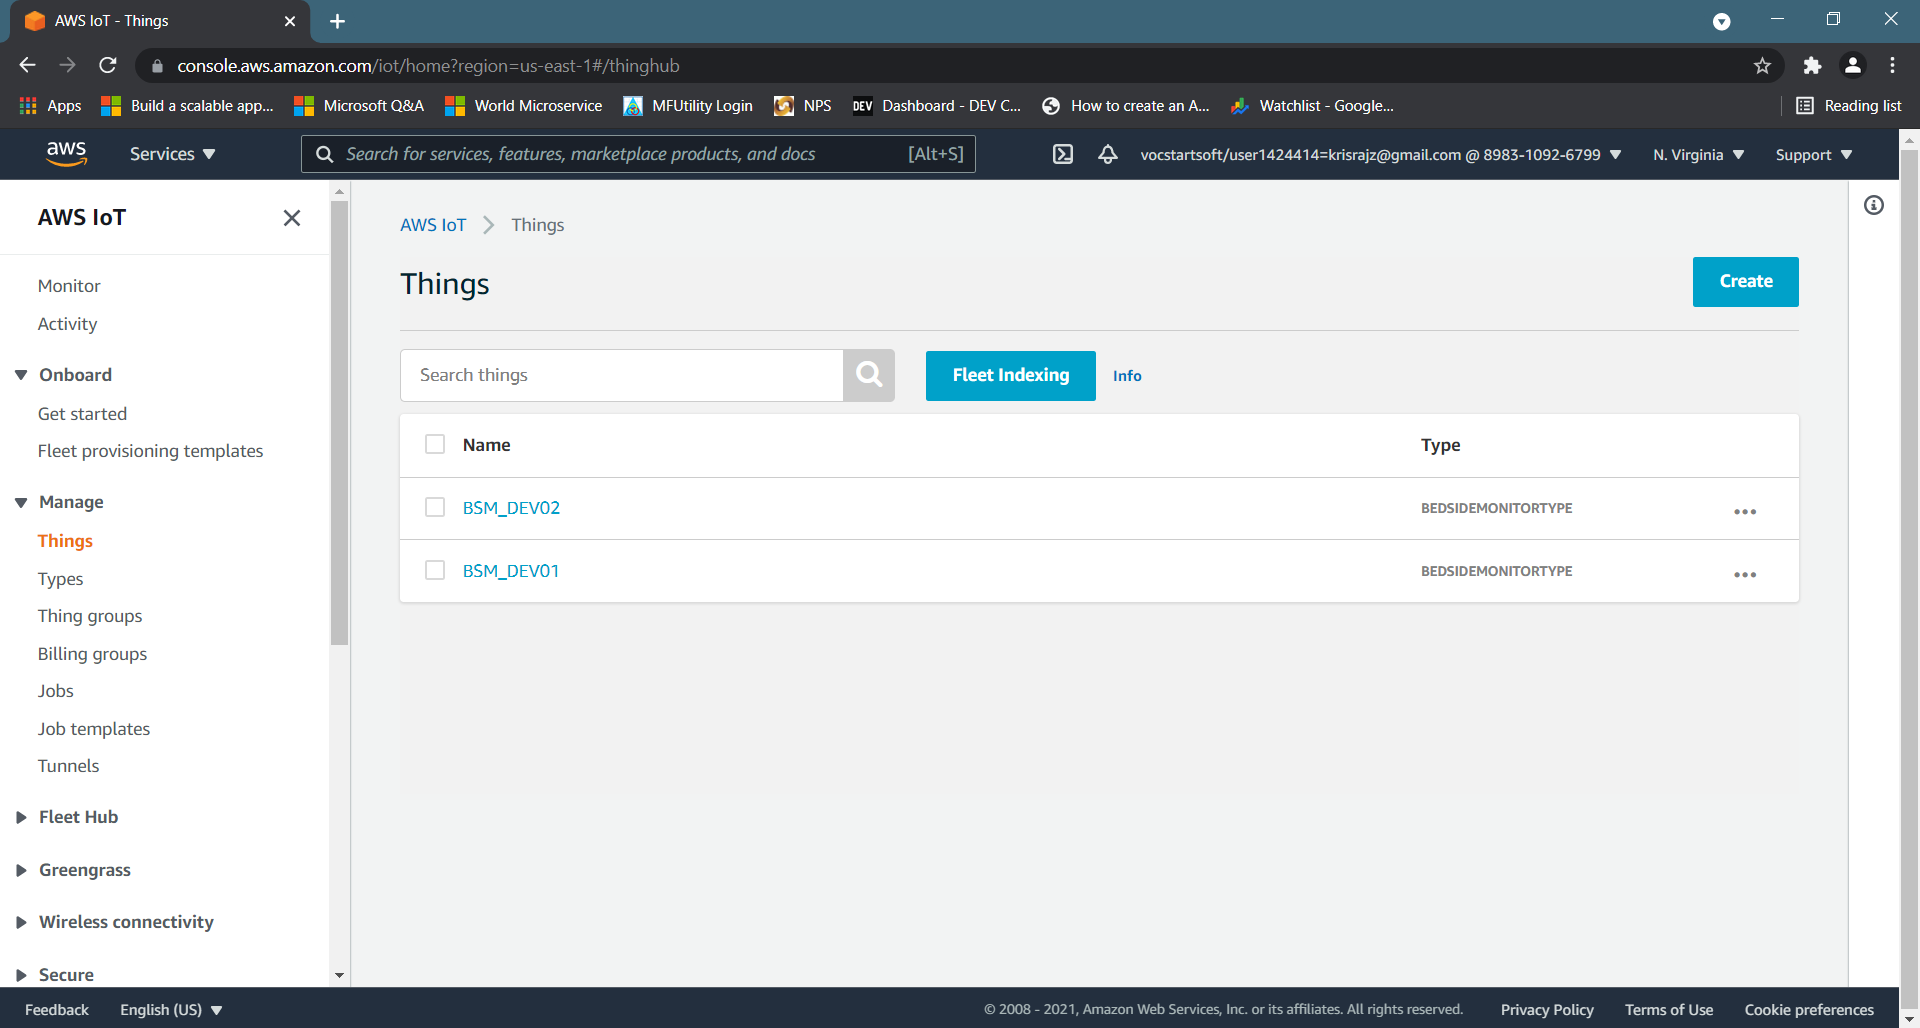 AWS IoT - Things
console.aws.amazon.com/iot/home?region=us-east-1#/thinghub
Apps
Build a scalable app...
Microsoft Q&A
World Microservice
MFUtility Login
NPS
DEV
Dashboard - DEV C...
How to create an A...
Watchlist - Google...
Reading list
aws
Services
Search for services, features, marketplace products, and docs
[Alt+S]
vocstartsoft/user1424414=krisrajz@gmail.com @ 8983-1092-6799
N. Virginia
Support
AWS IoT
Monitor
Activity
Onboard
Get started
Fleet provisioning templates
Manage
Things
Types
Thing groups
Billing groups
Jobs
Job templates
Tunnels
Fleet Hub
Greengrass
Wireless connectivity
Secure
AWS IoT
Things
Things
Create
Search things
Fleet Indexing
Info
Name
Type
BSM_DEV02
BEDSIDEMONITORTYPE
BSM_DEV01
BEDSIDEMONITORTYPE
Feedback
English (US)
© 2008 - 2021, Amazon Web Services, Inc. or its affiliates. All rights reserved.
Privacy Policy
Terms of Use
Cookie preferences